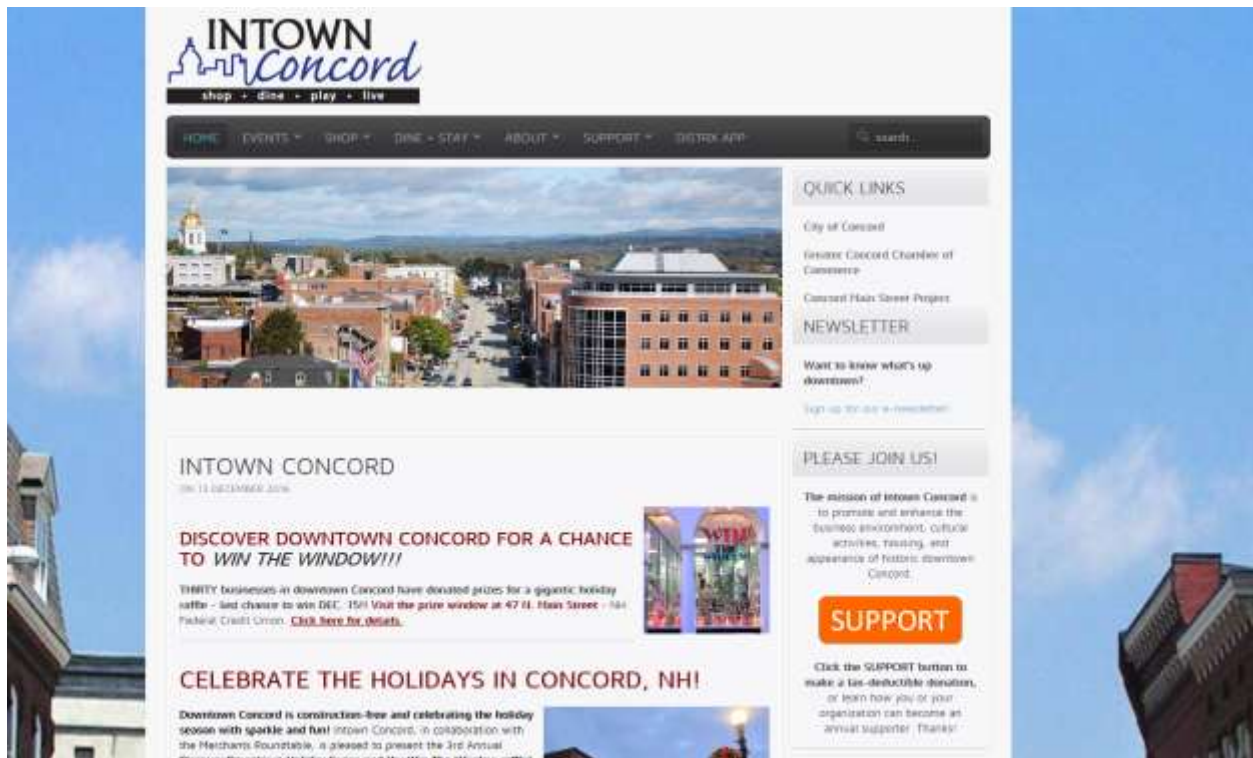 INTOWN
Concord
shop • dine • play • live
HOME EVENTS SHOP DINE + STAY ABOUT SUPPORT DISTRX APP search...
QUICK LINKS
City of Concord
Greater Concord Chamber of
Commerce
Concord Main Street Project
NEWSLETTER
Want to know what's up
downtown?
Sign up for our e-newsletter!
INTOWN CONCORD
ON 13 DECEMBER 2016
DISCOVER DOWNTOWN CONCORD FOR A CHANCE
TO WIN THE WINDOW!!!
THIRTY businesses in downtown Concord have donated prizes for a gigantic holiday
raffle - last chance to win DEC. 15!! Visit the prize window at 47 N. Main Street - NH
Federal Credit Union. Click here for details.
WIN
CELEBRATE THE HOLIDAYS IN CONCORD, NH!
Downtown Concord is construction-free and celebrating the holiday
season with sparkle and fun! Intown Concord, in collaboration with
the Merchants Roundtable, is pleased to present the 3rd Annual
PLEASE JOIN US!
The mission of Intown Concord is
to promote and enhance the
business environment, cultural
activities, housing, and
appearance of historic downtown
Concord.
SUPPORT
Click the SUPPORT button to
make a tax-deductible donation,
or learn how you or your
organization can become an
annual supporter. Thanks!